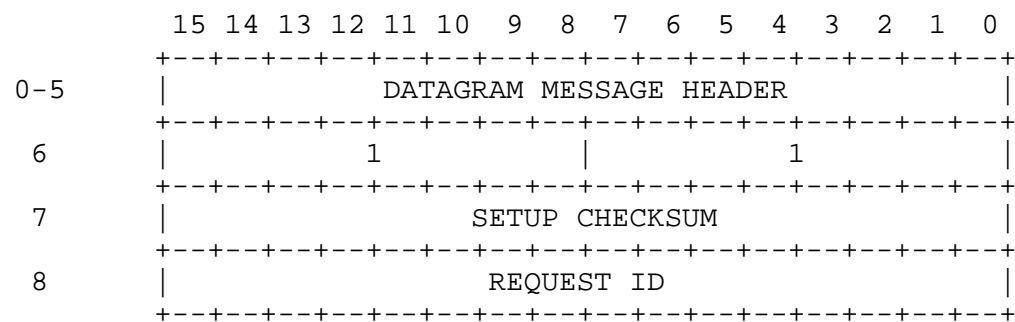 15 14 13 12 11 10 9 8 7 6 5 4 3 2 1 0
+--+--+--+--+--+--+--+--+--+--+--+--+--+--+--+--+
0-5 | DATAGRAM MESSAGE HEADER |
+--+--+--+--+--+--+--+--+--+--+--+--+--+--+--+--+
6 | 1 | 1 |
+--+--+--+--+--+--+--+--+--+--+--+--+--+--+--+--+
7 | SETUP CHECKSUM |
+--+--+--+--+--+--+--+--+--+--+--+--+--+--+--+--+
8 | REQUEST ID |
+--+--+--+--+--+--+--+--+--+--+--+--+--+--+--+--+